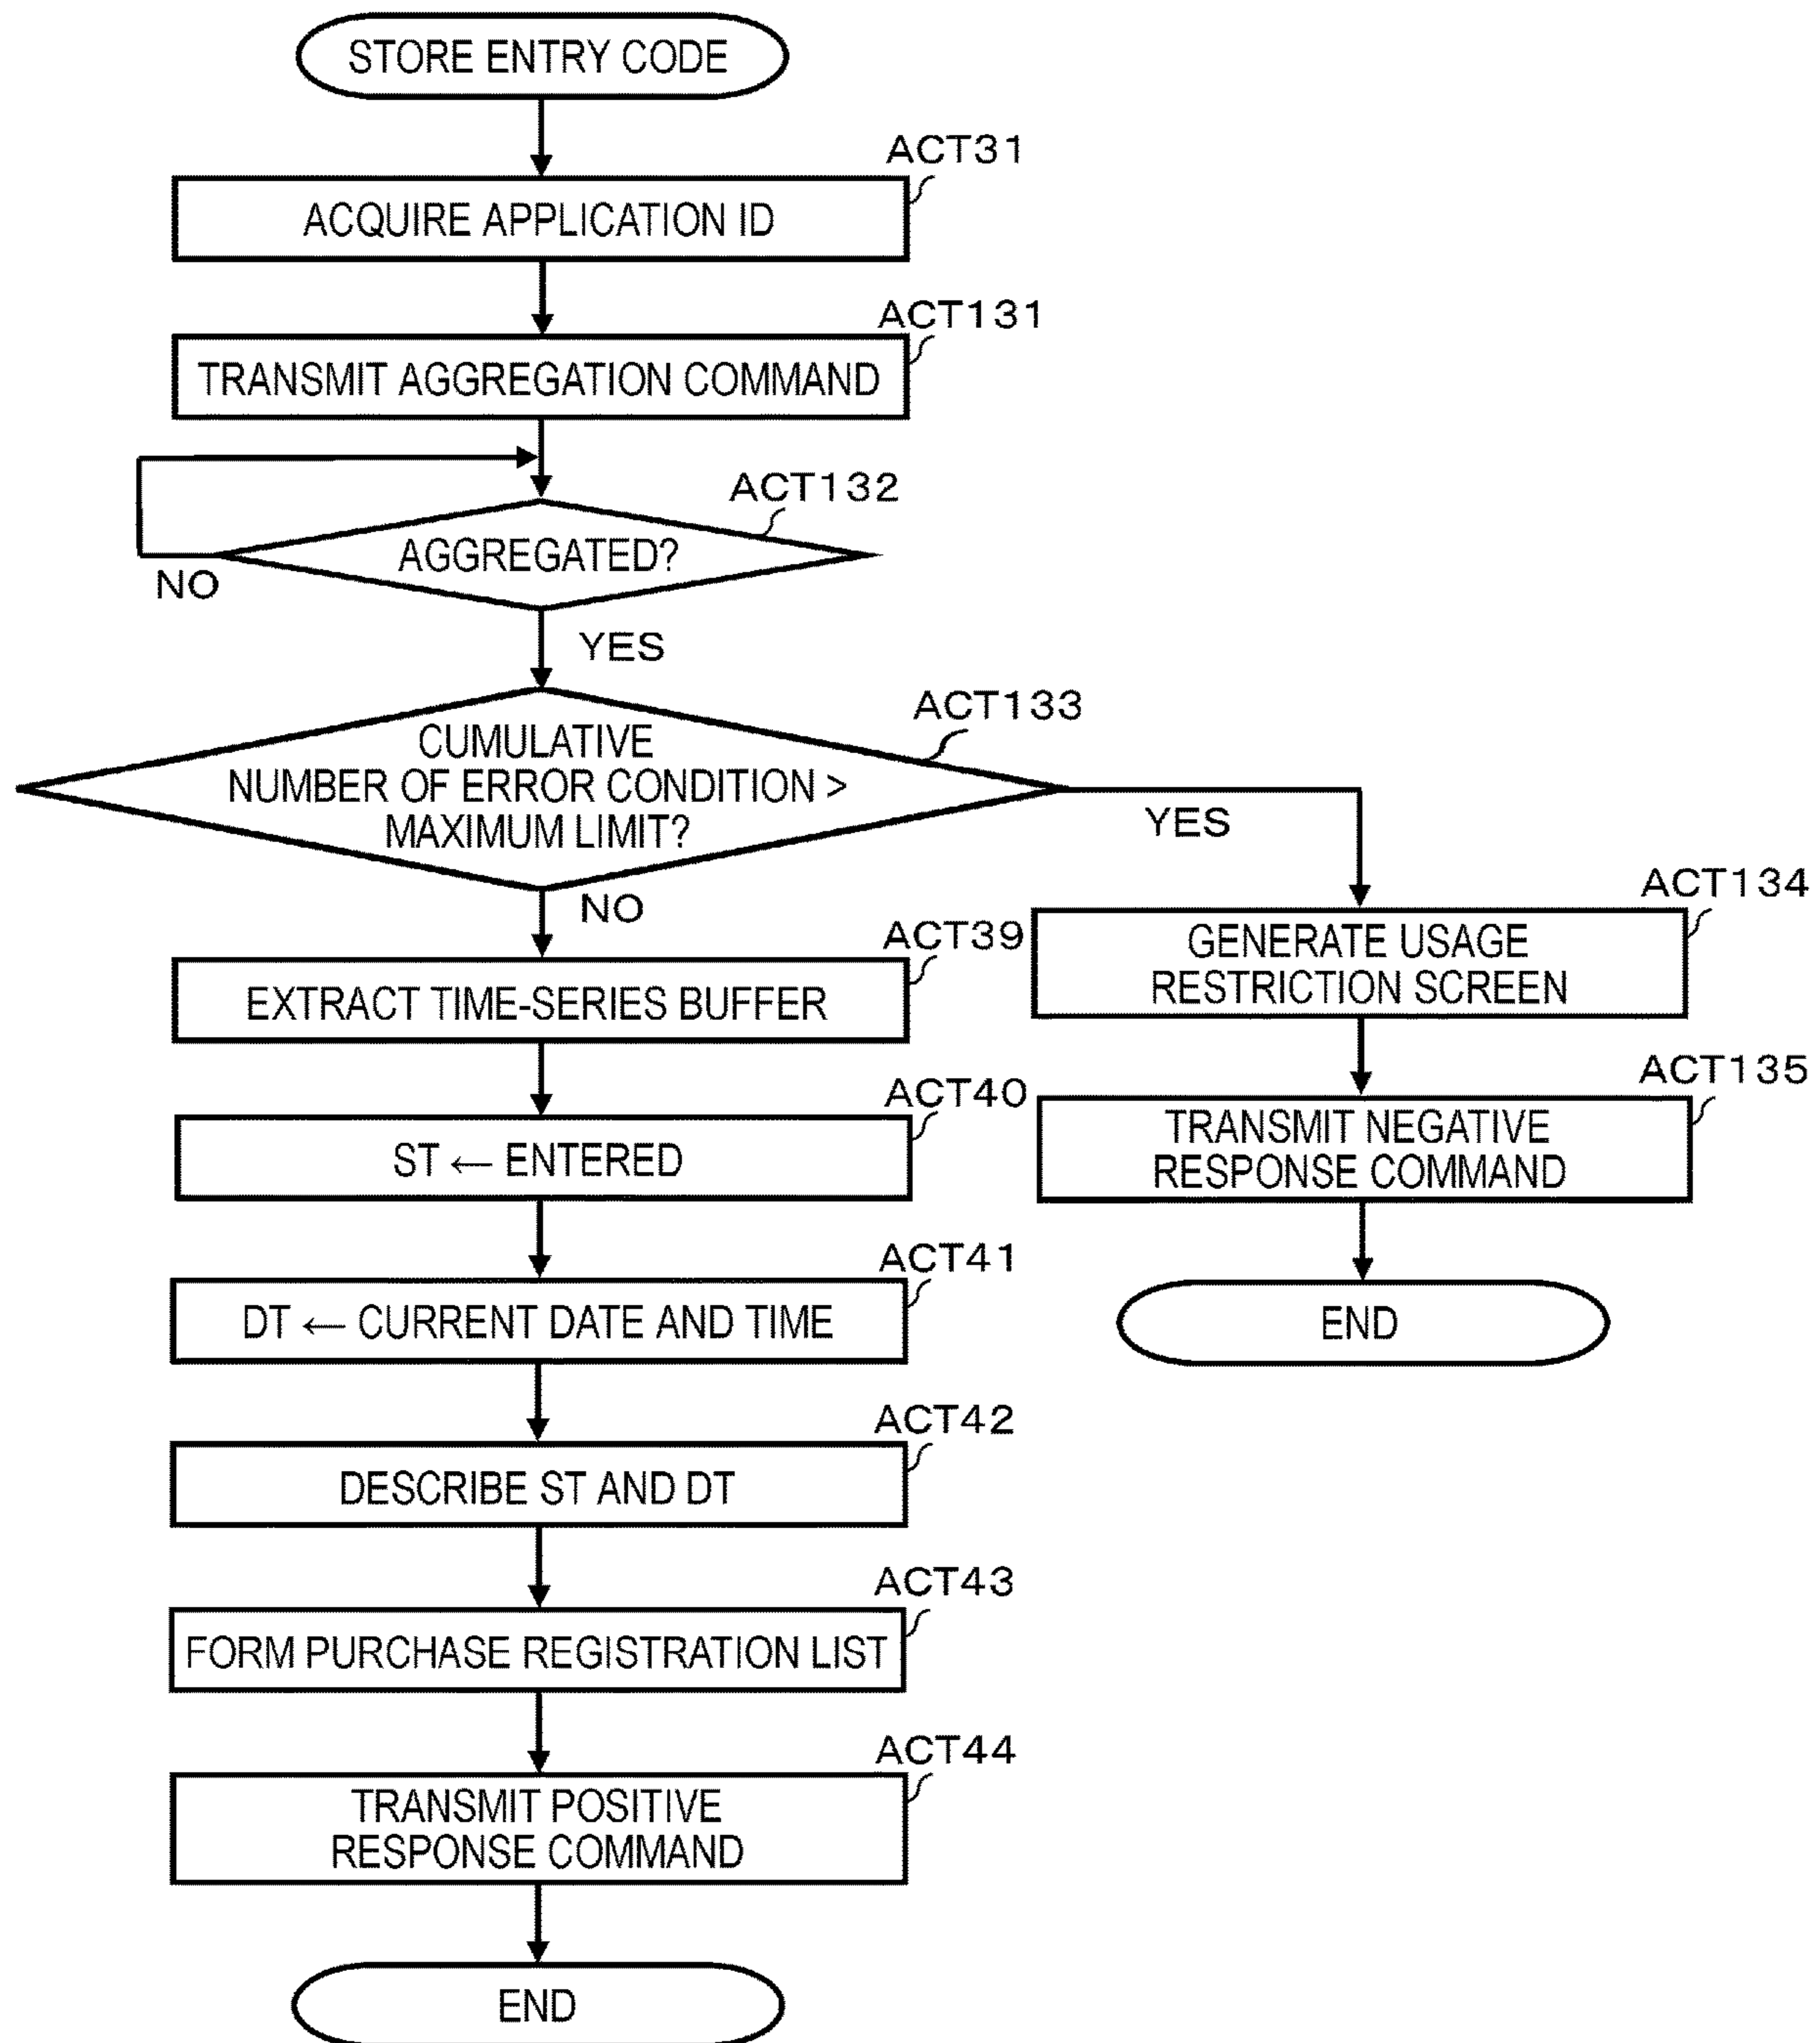 STORE ENTRY CODE
ACT31
ACQUIRE APPLICATION ID
ACT131
TRANSMIT AGGREGATION COMMAND
ACT132
AGGREGATED?
NO
YES
ACT133
CUMULATIVE
NUMBER OF ERROR CONDITION >
MAXIMUM LIMIT?
YES
NO
ACT134
GENERATE USAGE
RESTRICTION SCREEN
ACT135
TRANSMIT NEGATIVE
RESPONSE COMMAND
END
ACT39
EXTRACT TIME-SERIES BUFFER
ACT40
ST ← ENTERED
ACT41
DT ← CURRENT DATE AND TIME
ACT42
DESCRIBE ST AND DT
ACT43
FORM PURCHASE REGISTRATION LIST
ACT44
TRANSMIT POSITIVE
RESPONSE COMMAND
END